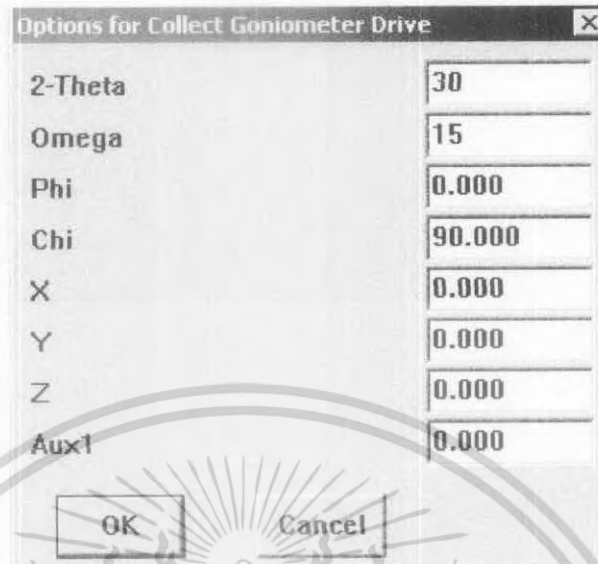 Options for Collect Goniometer Drive
2-Theta 30
Omega 15
Phi 0.000
Chi 90.000
X 0.000
Y 0.000
Z 0.000
Aux1 0.000
OK Cancel